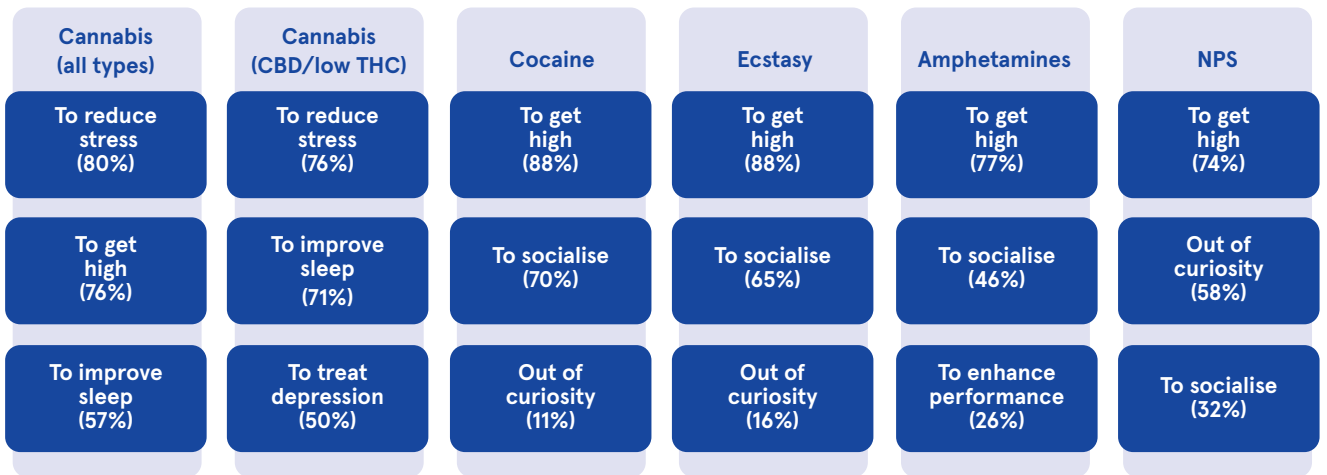 Cannabis
(all types)
To reduce
stress
(80%)
To get
high
(76%)
To improve
sleep
(57%)
Cannabis
(CBD/low THC)
To reduce
stress
(76%)
To improve
sleep
(71%)
To treat
depression
(50%)
Cocaine
To get
high
(88%)
To socialise
(70%)
Out of
curiosity
(11%)
Ecstasy
To get
high
(88%)
To socialise
(65%)
Out of
curiosity
(16%)
Amphetamines
To get
high
(77%)
To socialise
(46%)
To enhance
performance
(26%)
NPS
To get
high
(74%)
Out of
curiosity
(58%)
To socialise
(32%)